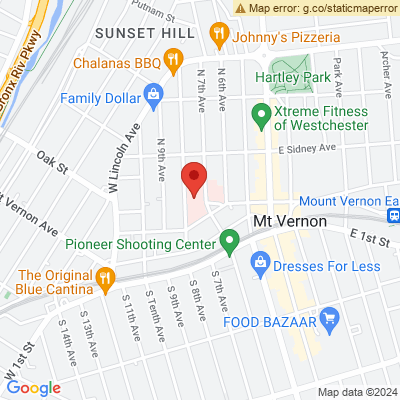 Map error: g.co/staticmaperror
Putnam St
SUNSET HILL
Johnny's Pizzeria
Bronx Riv Pkwy
Chalanas BBQ
N 7th Ave
N 6th Ave
Hartley Park
Park Ave
Archer Ave
Family Dollar
Xtreme Fitness
of Westchester
W Lincoln Ave
N 9th Ave
E Sidney Ave
Oak St
Mt Vernon Ave
Mount Vernon Ea
Mt Vernon
E 1st St
Pioneer Shooting Center
The Original
Blue Cantina
Dresses For Less
S 7th Ave
S 8th Ave
S 9th Ave
S Tenth Ave
S 11th Ave
S 13th Ave
S 14th Ave
W 1st St
FOOD BAZAAR
Google
Map data ©2024